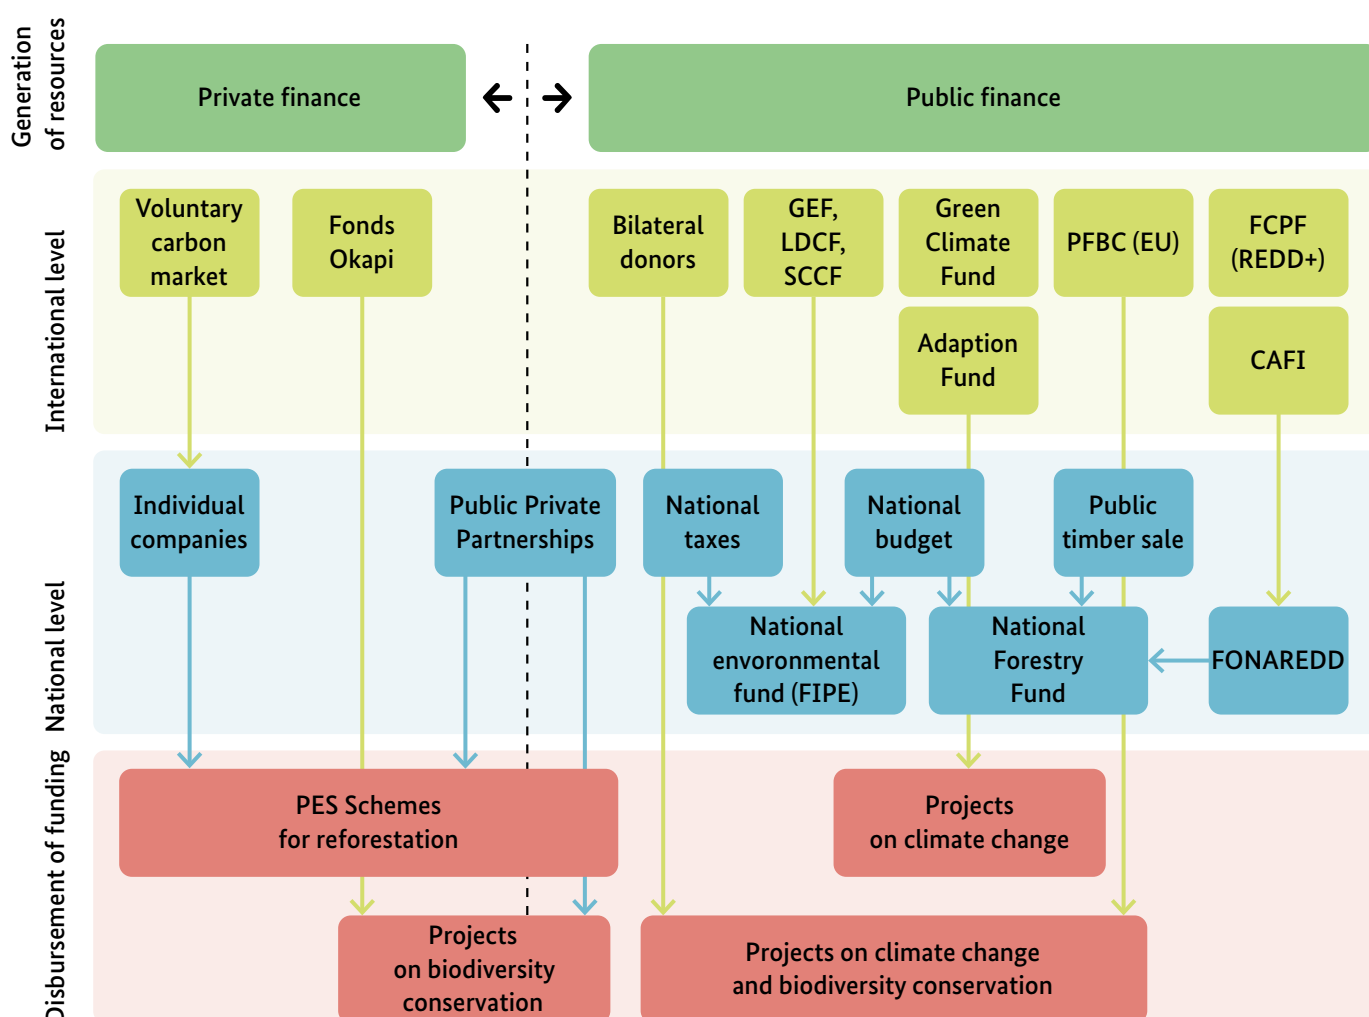 Generation
of resources
Private finance
Public finance
International level
Voluntary
carbon
market
Fonds
Okapi
Bilateral
donors
GEF,
LDCF,
SCCF
Green
Climate
Fund
PFBC (EU)
FCPF
(REDD+)
Adaption
Fund
CAFI
National level
Individual
companies
Public Private
Partnerships
National
taxes
National
budget
Public
timber sale
National
envoronmental
fund (FIPE)
National
Forestry
Fund
FONAREDD
Disbursement of funding
PES Schemes
for reforestation
Projects
on climate change
Projects
on biodiversity
conservation
Projects on climate change
and biodiversity conservation